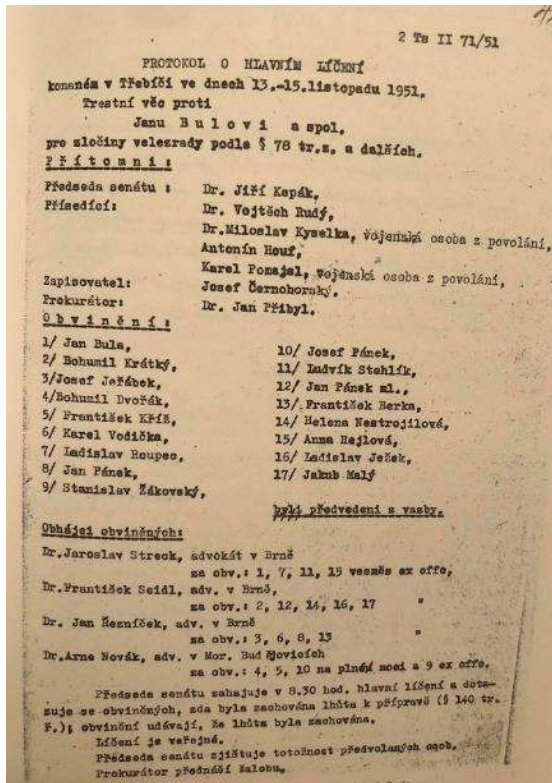 2 Ts II 71/51
PROTOKOL O HLAVNÍM LÍČENÍ
konaném v Třebíči ve dnech 13.-15.listopadu 1951.
Trestní věc proti
Janu Bulovi a spol.
pro zločiny velezrady podle § 78 tr.z. a dalších.
Přítomni:
Předseda senátu : Dr. Jiří Kepák,
Přísedící: Dr. Vojtěch Rudý,
Dr.Miloslav Kyselka, vojenská osoba z povolání,
Antonín Houf,
Karel Ponajel, vojenská osoba z povolání,
Zapisovatel: Josef Černohorský,
Prokurátor: Dr. Jan Přibyl.
Obvinění:
1/ Jan Bula,
2/ Bohumil Krátký,
3/Josef Jeřábek,
4/Bohumil Dvořák,
5/ František Kříž,
6/ Karel Vodička,
7/ Ladislav Roupec,
8/ Jan Pánek,
9/ Stanislav Žákovský,
10/ Josef Pánek,
11/ Ludvík Stehlík,
12/ Jan Pánek ml.,
13/ František Berka,
14/ Helena Nestrojilová,
15/ Anna Hejlová,
16/ Ladislav Ježek,
17/ Jakub Malý
byli předvedeni z vazby.
Obhájci obviněných:
Dr.Jaroslav Streck, advokát v Brně
za obv.: 1, 7, 11, 15 vesměs ex offo,
Dr.František Seidl, adv. v Brně,
za obv.: 2, 12, 14, 16, 17 "
Dr. Jan Řezníček, adv. v Brně
za obv.: 3, 6, 8, 13 "
Dr.Arne Novák, adv. v Mor. Budějovicích
za obv.: 4, 5, 10 na plnou moci a 9 ex offo.
Předseda senátu zahajuje v 8.30 hod. hlavní líčení a dota-
zuje se obviněných, zda byla zachována lhůta k přípravě (§ 140 tr.
ř.); obvinění udávají, že lhůta byla zachována.
Líčení je veřejné.
Předseda senátu zjišťuje totožnost předvolaných osob.
Prokurátor přednáší žalobu.